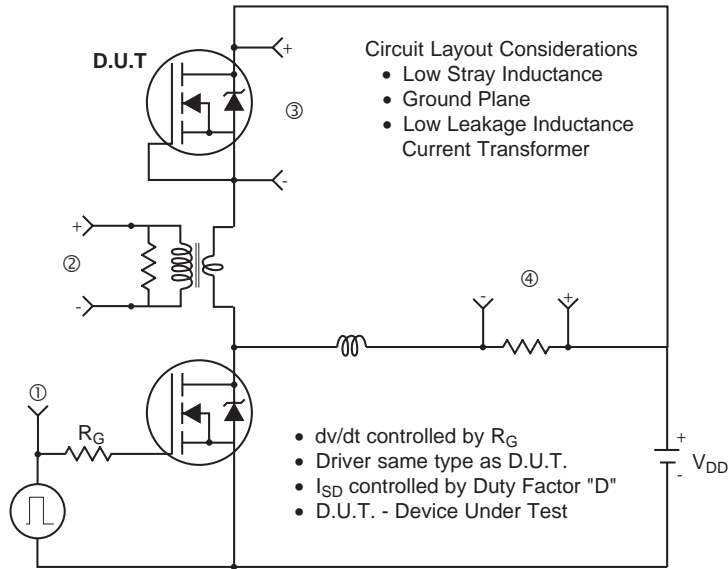 D.U.T
+
③
-
Circuit Layout Considerations
• Low Stray Inductance
• Ground Plane
• Low Leakage Inductance
Current Transformer
+
②
-
④
- +
①
R_G
• dv/dt controlled by R_G
• Driver same type as D.U.T.
• I_SD controlled by Duty Factor "D"
• D.U.T. - Device Under Test
+
V_DD
-